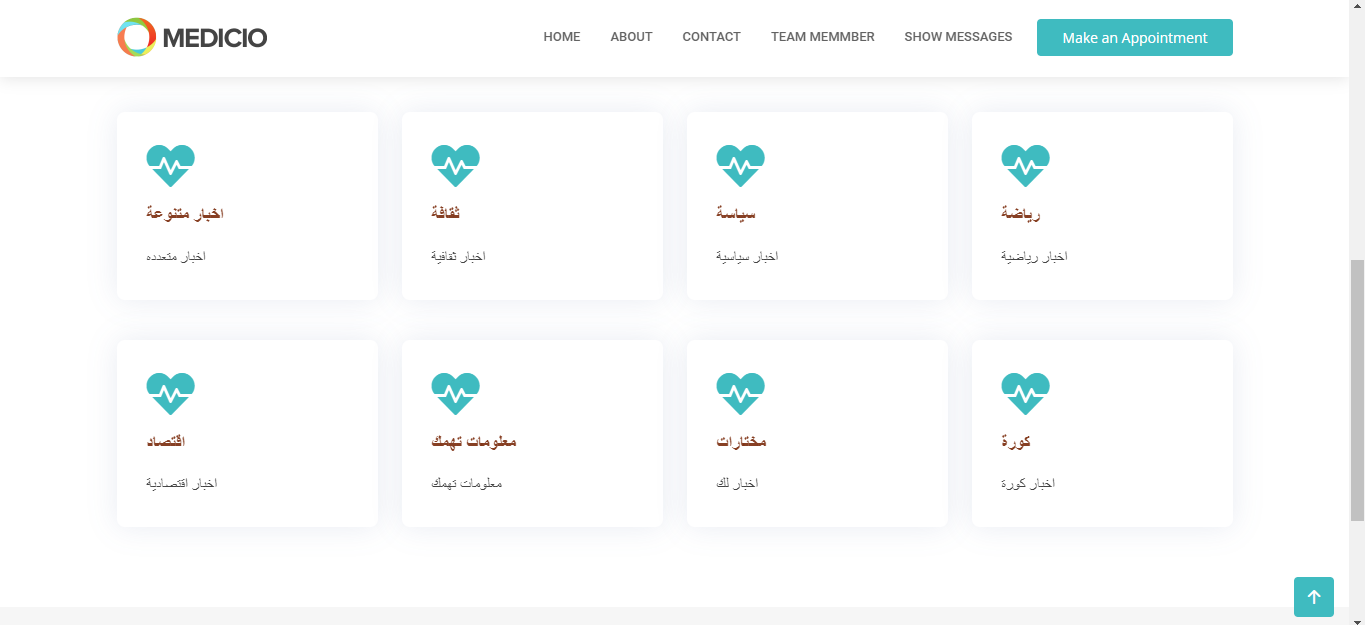 MEDICIO
HOME
ABOUT
CONTACT
TEAM MEMMBER
SHOW MESSAGES
Make an Appointment
اخبار متنوعة
اخبار متعدده
ثقافة
اخبار ثقافية
سياسة
اخبار سياسية
رياضة
اخبار رياضية
اقتصاد
اخبار اقتصادية
معلومات تهمك
معلومات تهمك
مختارات
اخبار لك
كورة
اخبار كورة